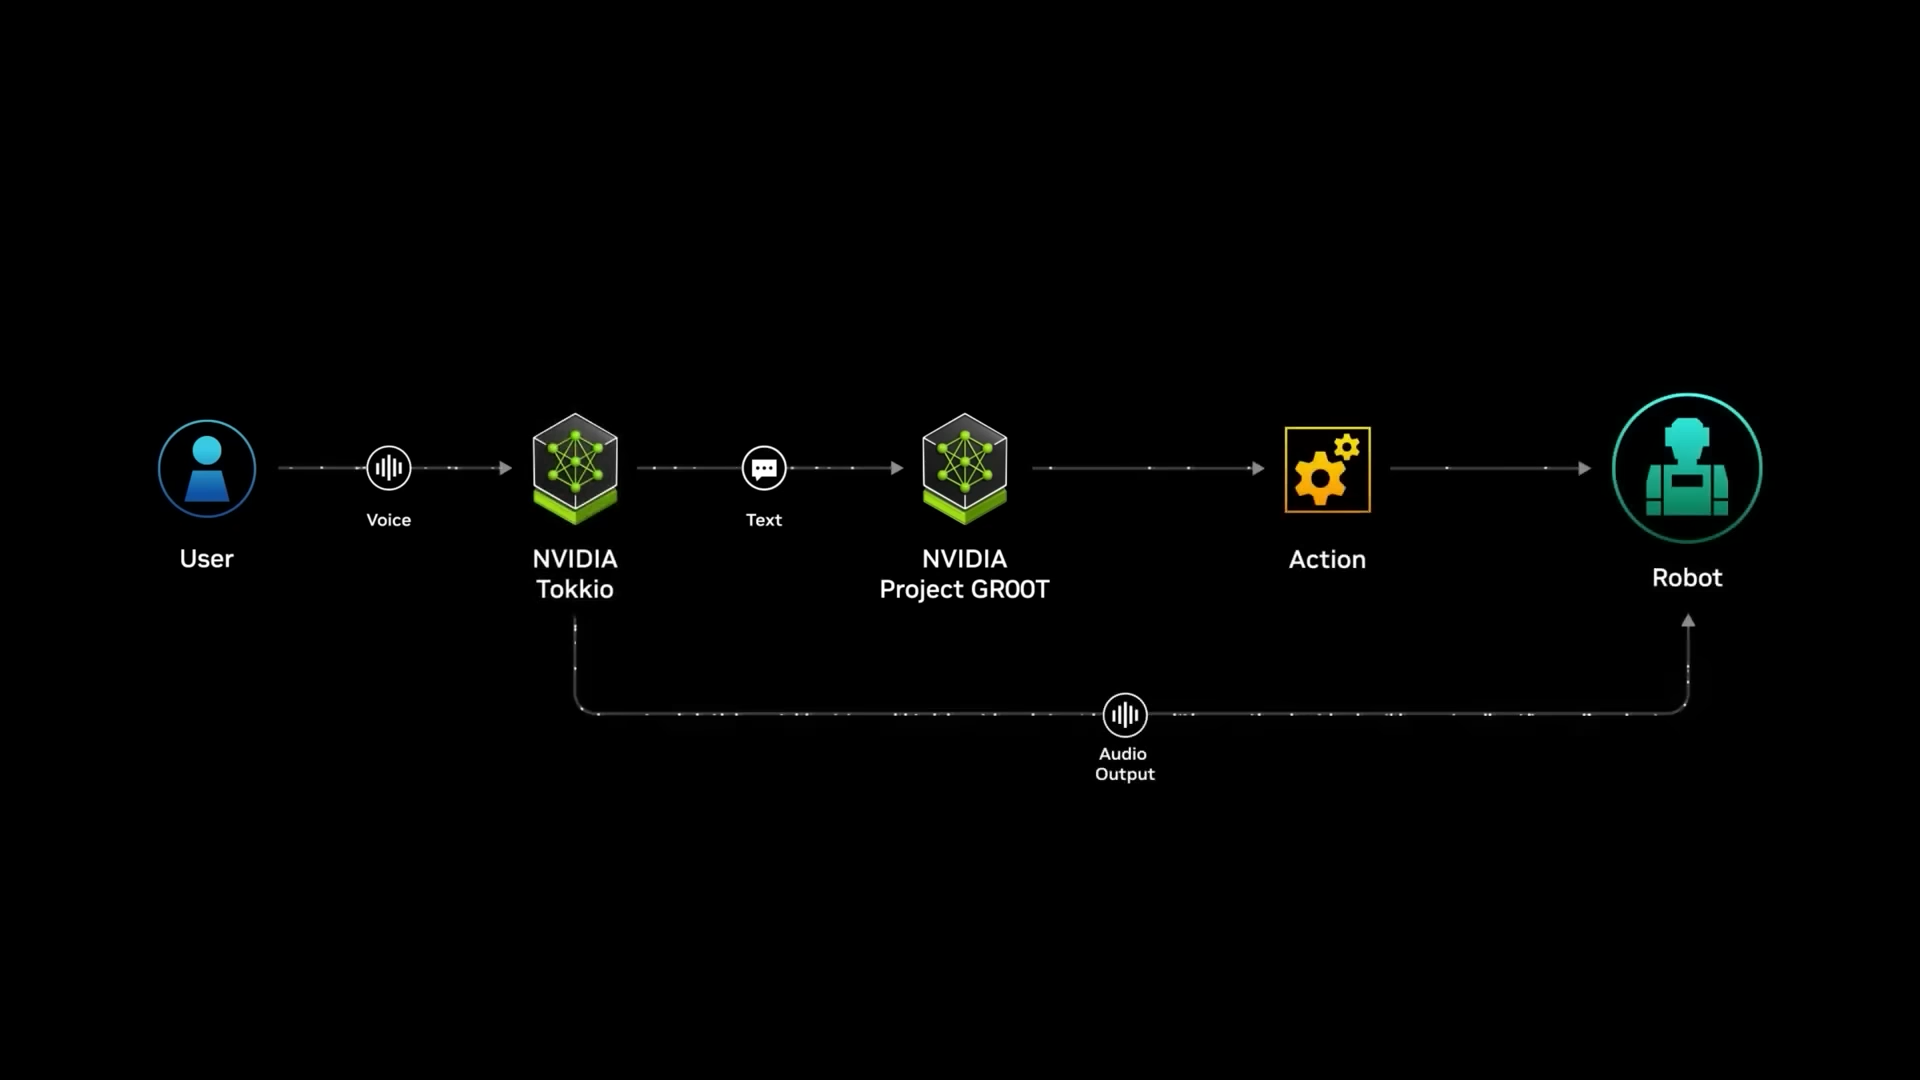 Voice
Text
User
NVIDIA
Tokkio
NVIDIA
Project GR00T
Action
Robot
Audio
Output